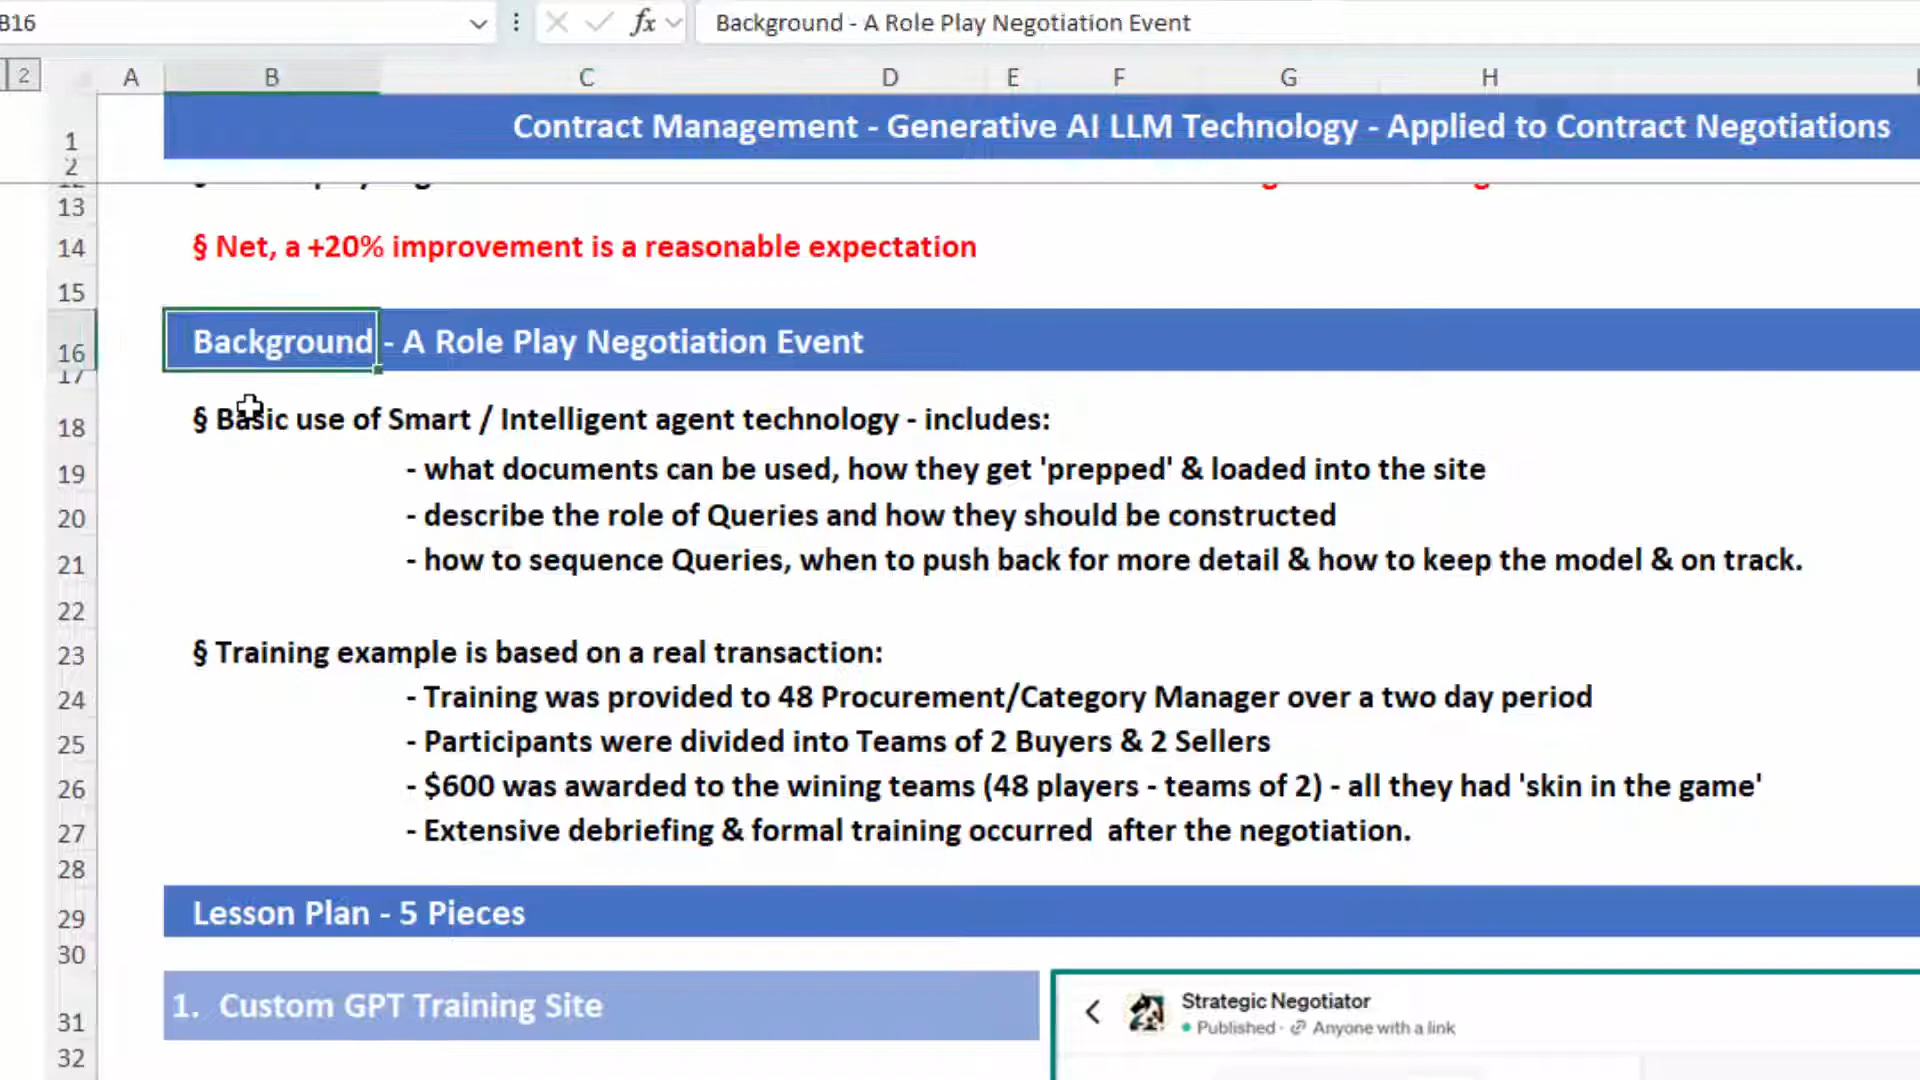 B16
fx
Background - A Role Play Negotiation Event
2
A B C D E F G H
1
Contract Management - Generative AI LLM Technology - Applied to Contract Negotiations
2
13
14
§ Net, a +20% improvement is a reasonable expectation
15
16
Background - A Role Play Negotiation Event
17
18
§ Basic use of Smart / Intelligent agent technology - includes:
19
- what documents can be used, how they get 'prepped' & loaded into the site
20
- describe the role of Queries and how they should be constructed
21
- how to sequence Queries, when to push back for more detail & how to keep the model & on track.
22
23
§ Training example is based on a real transaction:
24
- Training was provided to 48 Procurement/Category Manager over a two day period
25
- Participants were divided into Teams of 2 Buyers & 2 Sellers
26
- $600 was awarded to the wining teams (48 players - teams of 2) - all they had 'skin in the game'
27
- Extensive debriefing & formal training occurred  after the negotiation.
28
29
Lesson Plan - 5 Pieces
30
31
1. Custom GPT Training Site
Strategic Negotiator
Published · Anyone with a link
32